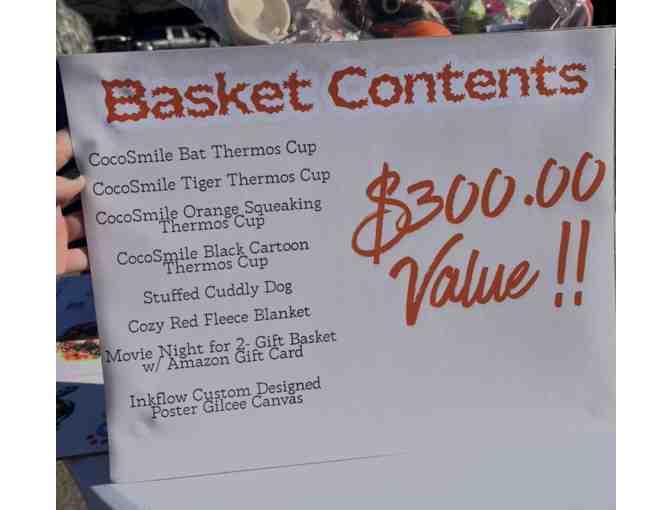 Basket Contents
CocoSmile Bat Thermos Cup
CocoSmile Tiger Thermos Cup
CocoSmile Orange Squeaking
Thermos Cup
CocoSmile Black Cartoon
Thermos Cup
Stuffed Cuddly Dog
Cozy Red Fleece Blanket
Movie Night for 2- Gift Basket
w/ Amazon Gift Card
Inkflow Custom Designed
Poster Gilcee Canvas
$300.00
Value !!